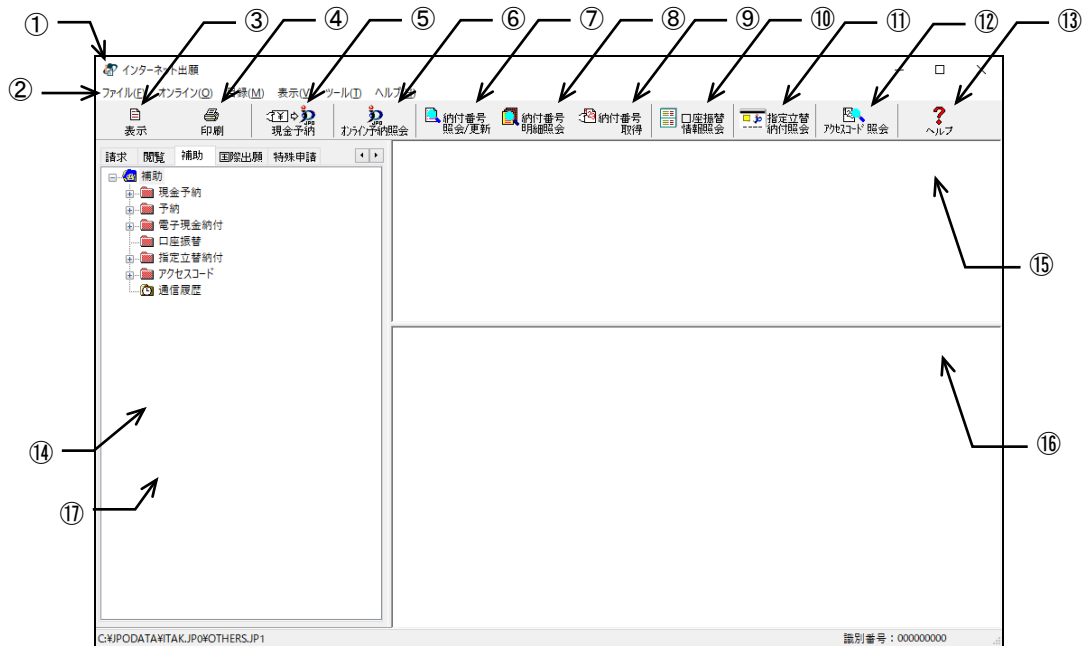 ① ③ ④ ⑤ ⑥ ⑦ ⑧ ⑨ ⑩ ⑪ ⑫ ⑬
インターネット出願
②
ファイル(F) オンライン(O) 目録(M) 表示(V) ツール(T) ヘルプ
表示 印刷 現金予納 オンライン予納照会 納付番号照会/更新 納付番号明細照会 納付番号取得 口座振替情報照会 指定立替納付照会 アクセスコード照会 ヘルプ
請求 閲覧 補助 国際出願 特殊申請
補助
現金予納
予納
電子現金納付
口座振替
指定立替納付
アクセスコード
通信履歴
⑮
⑭
⑯
⑰
C:¥JPODATA¥ITAK.JP0¥OTHERS.JP1
識別番号：000000000